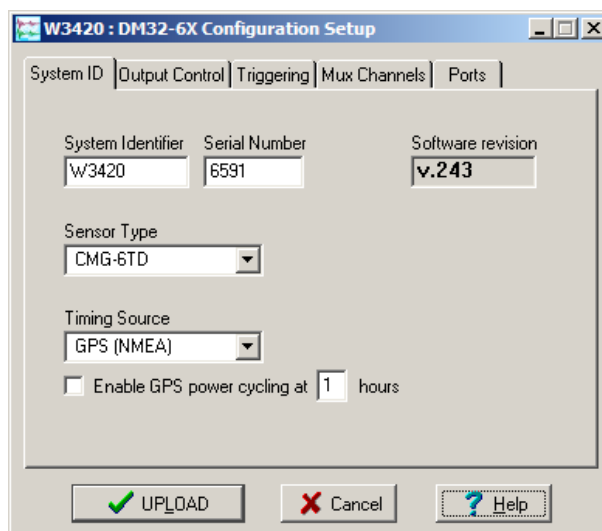 W3420 : DM32-6X Configuration Setup
System ID Output Control Triggering Mux Channels Ports
System Identifier Serial Number Software revision
W3420 6591 v.243
Sensor Type
CMG-6TD
Timing Source
GPS (NMEA)
Enable GPS power cycling at 1 hours
UPLOAD Cancel ? Help